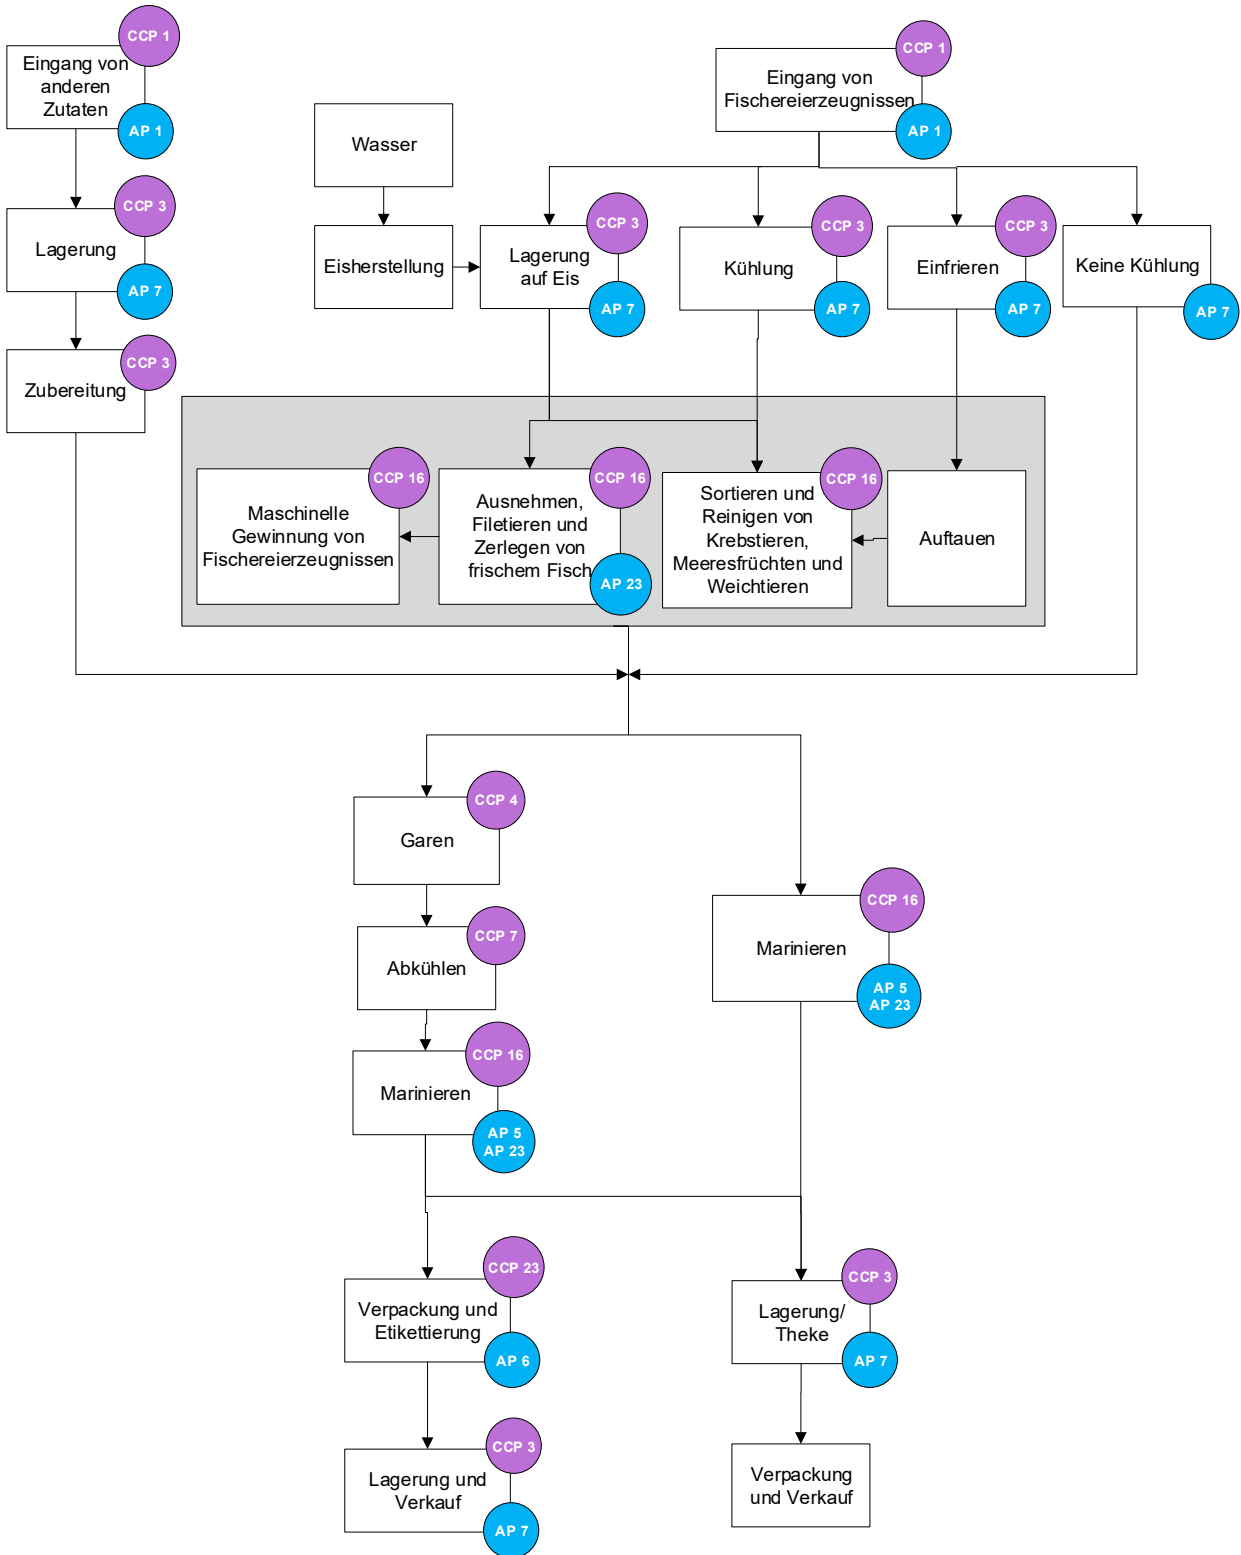 CCP 1
Eingang von
anderen
Zutaten
AP 1
CCP 1
Eingang von
Fischereierzeugnissen
AP 1
Wasser
CCP 3
Lagerung
AP 7
Eisherstellung
CCP 3
Lagerung
auf Eis
AP 7
CCP 3
Kühlung
AP 7
CCP 3
Einfrieren
AP 7
Keine Kühlung
AP 7
CCP 3
Zubereitung
CCP 16
Maschinelle
Gewinnung von
Fischereierzeugnissen
CCP 16
Ausnehmen,
Filetieren und
Zerlegen von
frischem Fisch
AP 23
CCP 16
Sortieren und
Reinigen von
Krebstieren,
Meeresfrüchten und
Weichtieren
Auftauen
CCP 4
Garen
CCP 7
Abkühlen
CCP 16
Marinieren
AP 5
AP 23
CCP 16
Marinieren
AP 5
AP 23
CCP 23
Verpackung und
Etikettierung
AP 6
CCP 3
Lagerung/
Theke
AP 7
CCP 3
Lagerung und
Verkauf
AP 7
Verpackung
und Verkauf